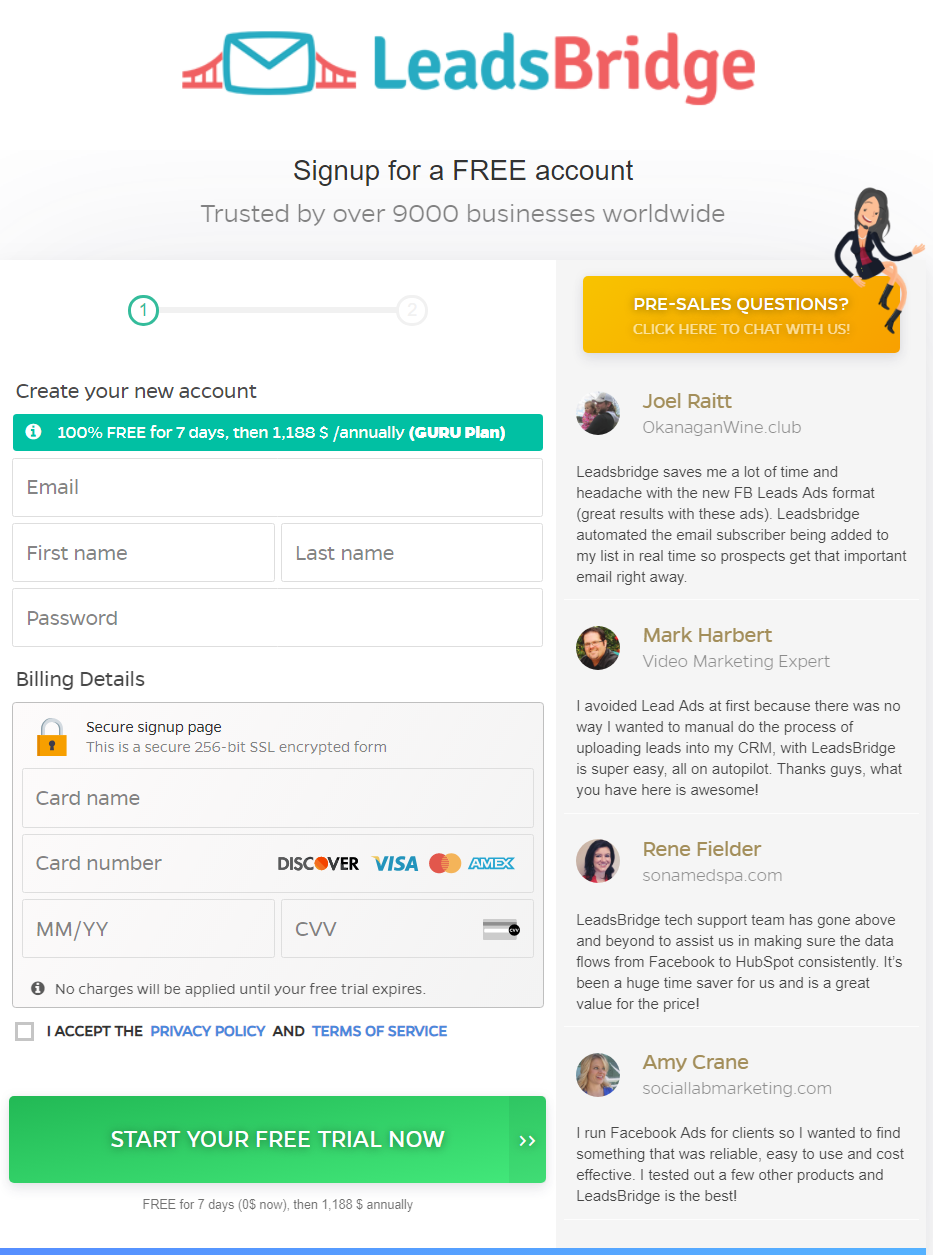 LeadsBridge
Signup for a FREE account
Trusted by over 9000 businesses worldwide
1
2
Create your new account
100% FREE for 7 days, then 1,188 $ /annually (GURU Plan)
Email
First name
Last name
Password
Billing Details
Secure signup page
This is a secure 256-bit SSL encrypted form
Card name
Card number
DISCOVER
VISA
AMEX
MM/YY
CVV
CVV
No charges will be applied until your free trial expires.
I ACCEPT THE PRIVACY POLICY AND TERMS OF SERVICE
START YOUR FREE TRIAL NOW >>
FREE for 7 days (0$ now), then 1,188 $ annually
PRE-SALES QUESTIONS?
CLICK HERE TO CHAT WITH US!
Joel Raitt
OkanaganWine.club
Leadsbridge saves me a lot of time and
headache with the new FB Leads Ads format
(great results with these ads). Leadsbridge
automated the email subscriber being added to
my list in real time so prospects get that important
email right away.
Mark Harbert
Video Marketing Expert
I avoided Lead Ads at first because there was no
way I wanted to manual do the process of
uploading leads into my CRM, with LeadsBridge
is super easy, all on autopilot. Thanks guys, what
you have here is awesome!
Rene Fielder
sonamedspa.com
LeadsBridge tech support team has gone above
and beyond to assist us in making sure the data
flows from Facebook to HubSpot consistently. It’s
been a huge time saver for us and is a great
value for the price!
Amy Crane
sociallabmarketing.com
I run Facebook Ads for clients so I wanted to find
something that was reliable, easy to use and cost
effective. I tested out a few other products and
LeadsBridge is the best!